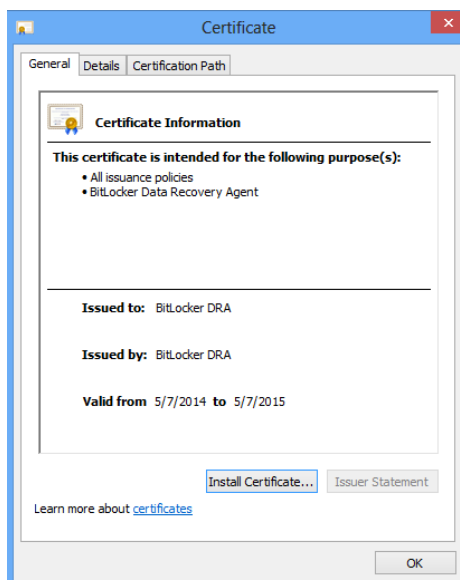 Certificate
General Details Certification Path
Certificate Information
This certificate is intended for the following purpose(s):
• All issuance policies
• BitLocker Data Recovery Agent
Issued to: BitLocker DRA
Issued by: BitLocker DRA
Valid from 5/7/2014 to 5/7/2015
Install Certificate... Issuer Statement
Learn more about certificates
OK